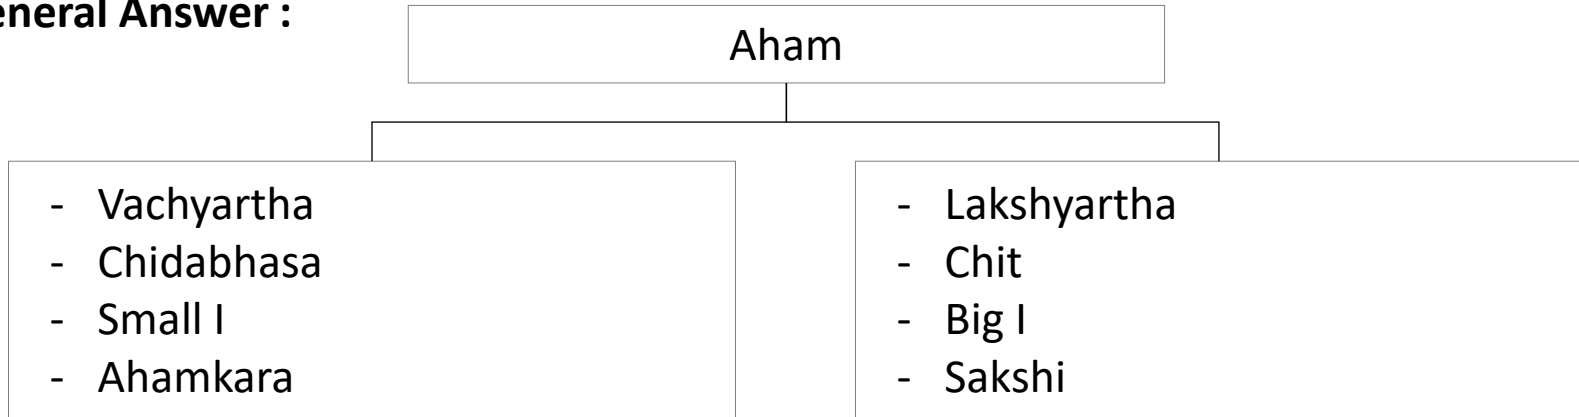 eneral Answer :
Aham
- Vachyartha
- Chidabhasa
- Small I
- Ahamkara
- Lakshyartha
- Chit
- Big I
- Sakshi